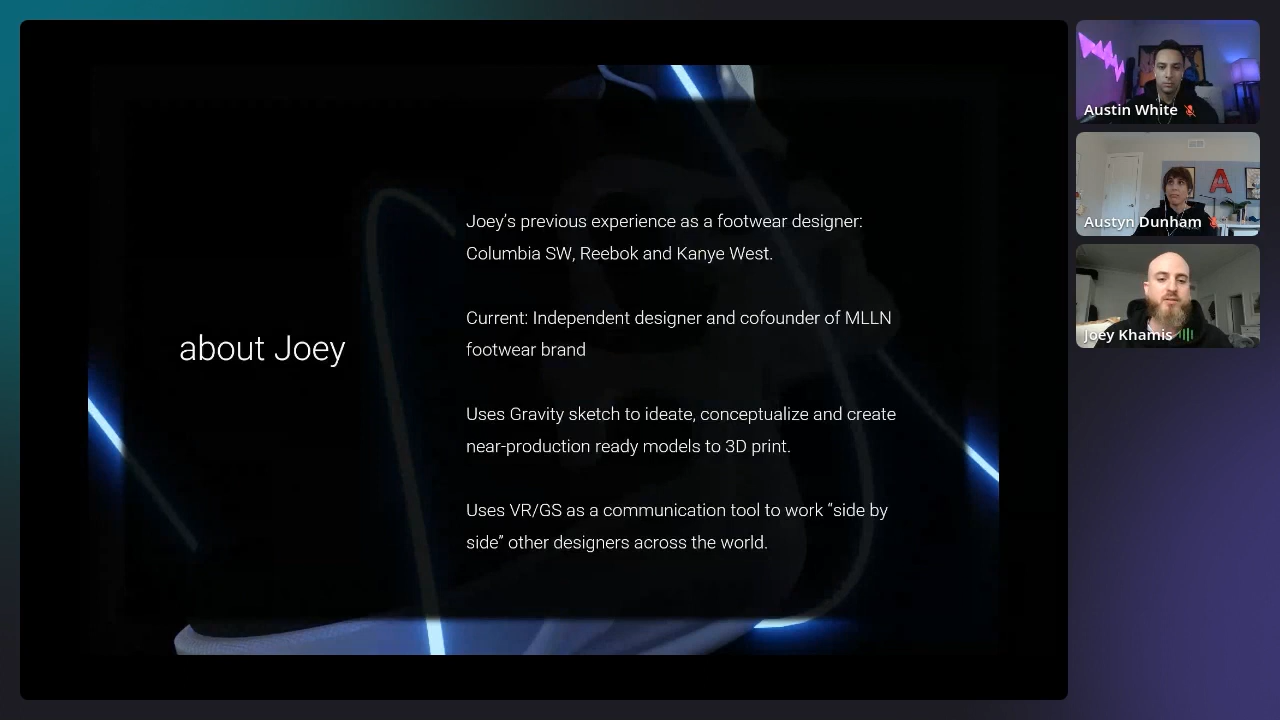 about Joey
Joey's previous experience as a footwear designer:
Columbia SW, Reebok and Kanye West.
Current: Independent designer and cofounder of MLLN
footwear brand
Uses Gravity sketch to ideate, conceptualize and create
near-production ready models to 3D print.
Uses VR/GS as a communication tool to work “side by
side” other designers across the world.
Austin White
A
Austyn Dunham
Joey Khamis